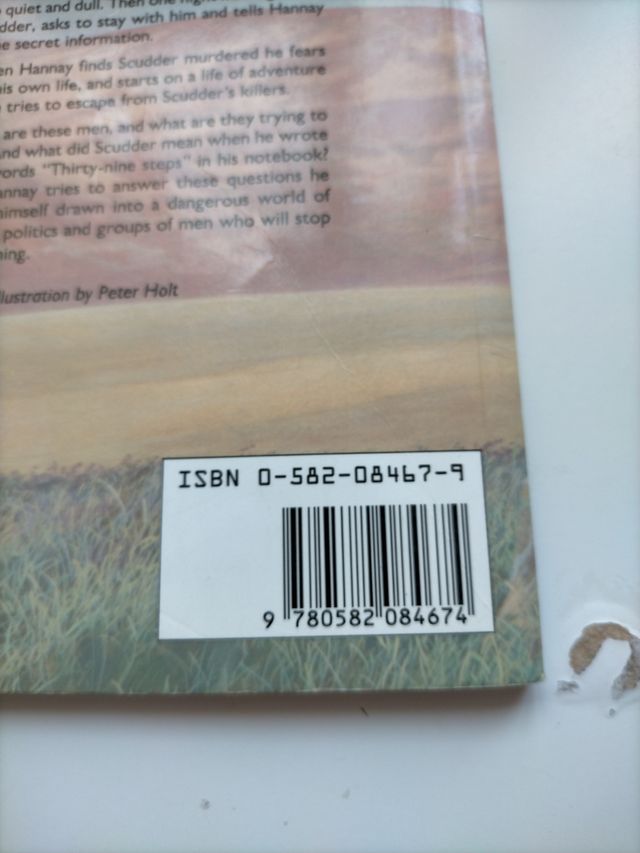 quiet and dull. Then one
dder, asks to stay with him and tells Hannay
e secret information.
en Hannay finds Scudder murdered he fears
is own life, and starts on a life of adventure
tries to escape from Scudder's killers.
are these men, and what are they trying to
nd what did Scudder mean when he wrote
ords "Thirty-nine steps" in his notebook?
annay tries to answer these questions he
himself drawn into a dangerous world of
politics and groups of men who will stop
ning.
llustration by Peter Holt
ISBN 0-582-08467-9
9 780582 084674